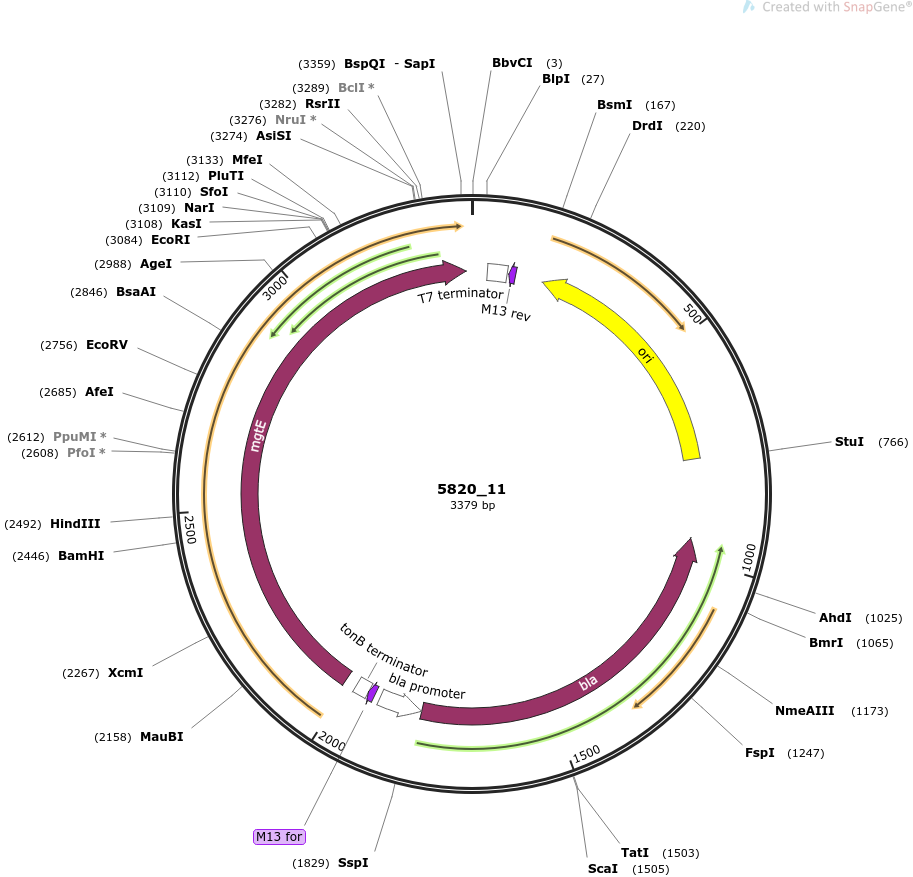 Created with SnapGene®
(3359) BspQI - SapI
BbvCI (3)
(3289) BclI *
BlpI (27)
(3282) RsrII
BsmI (167)
(3276) NruI *
DrdI (220)
(3274) AsiSI
(3133) MfeI
(3112) PluTI
(3110) SfoI
(3109) NarI
(3108) KasI
(3084) EcoRI
(2988) AgeI
(2846) BsaAI
(2756) EcoRV
(2685) AfeI
(2612) PpuMI *
(2608) PfoI *
(2492) HindIII
(2446) BamHI
(2267) XcmI
(2158) MauBI
(1829) SspI
StuI (766)
AhdI (1025)
BmrI (1065)
NmeAIII (1173)
FspI (1247)
TatI (1503)
ScaI (1505)
3000
500
2500
1000
2000
1500
T7 terminator
M13 rev
ori
mgtE
5820_11
3379 bp
tonB terminator
bla promoter
bla
M13 for